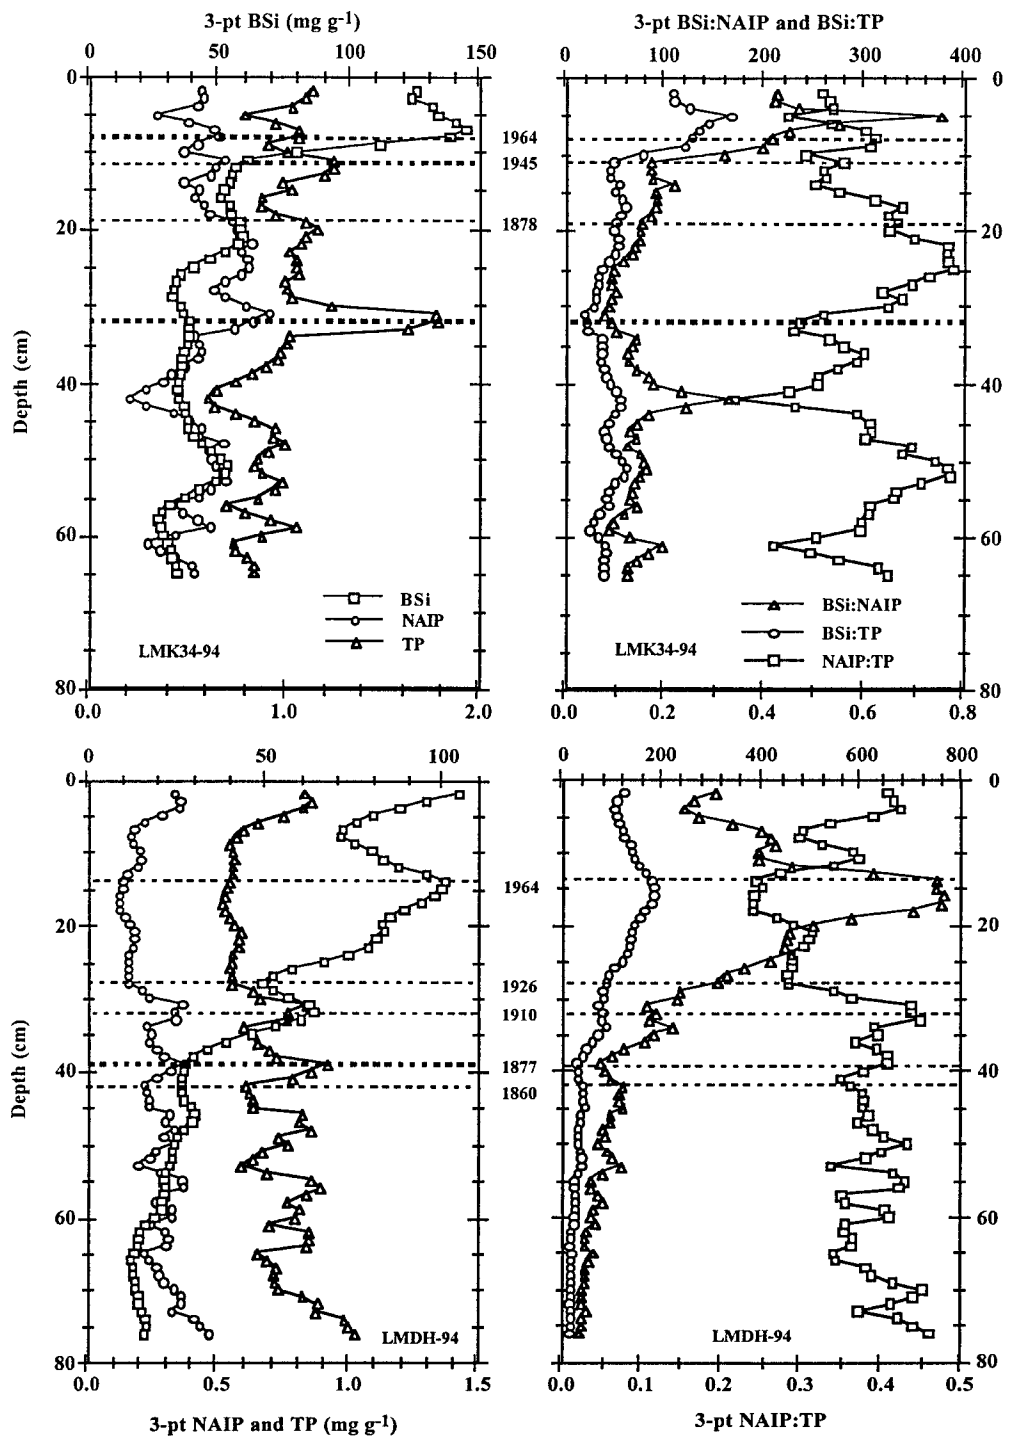 3-pt BSi (mg g-1)
3-pt BSi:NAIP and BSi:TP
0 50 100 150
0 100 200 300 400
0
20
40
60
80
Depth (cm)
1964
1945
1878
0
20
40
60
80
BSi
NAIP
TP
LMK34-94
BSi:NAIP
BSi:TP
NAIP:TP
LMK34-94
0.0 1.0 2.0
0.0 0.2 0.4 0.6 0.8
0 50 100
0 200 400 600 800
0
20
40
60
80
Depth (cm)
1964
1926
1910
1877
1860
0
20
40
60
80
LMDH-94
LMDH-94
0.0 0.5 1.0 1.5
0.0 0.1 0.2 0.3 0.4 0.5
3-pt NAIP and TP (mg g-1)
3-pt NAIP:TP